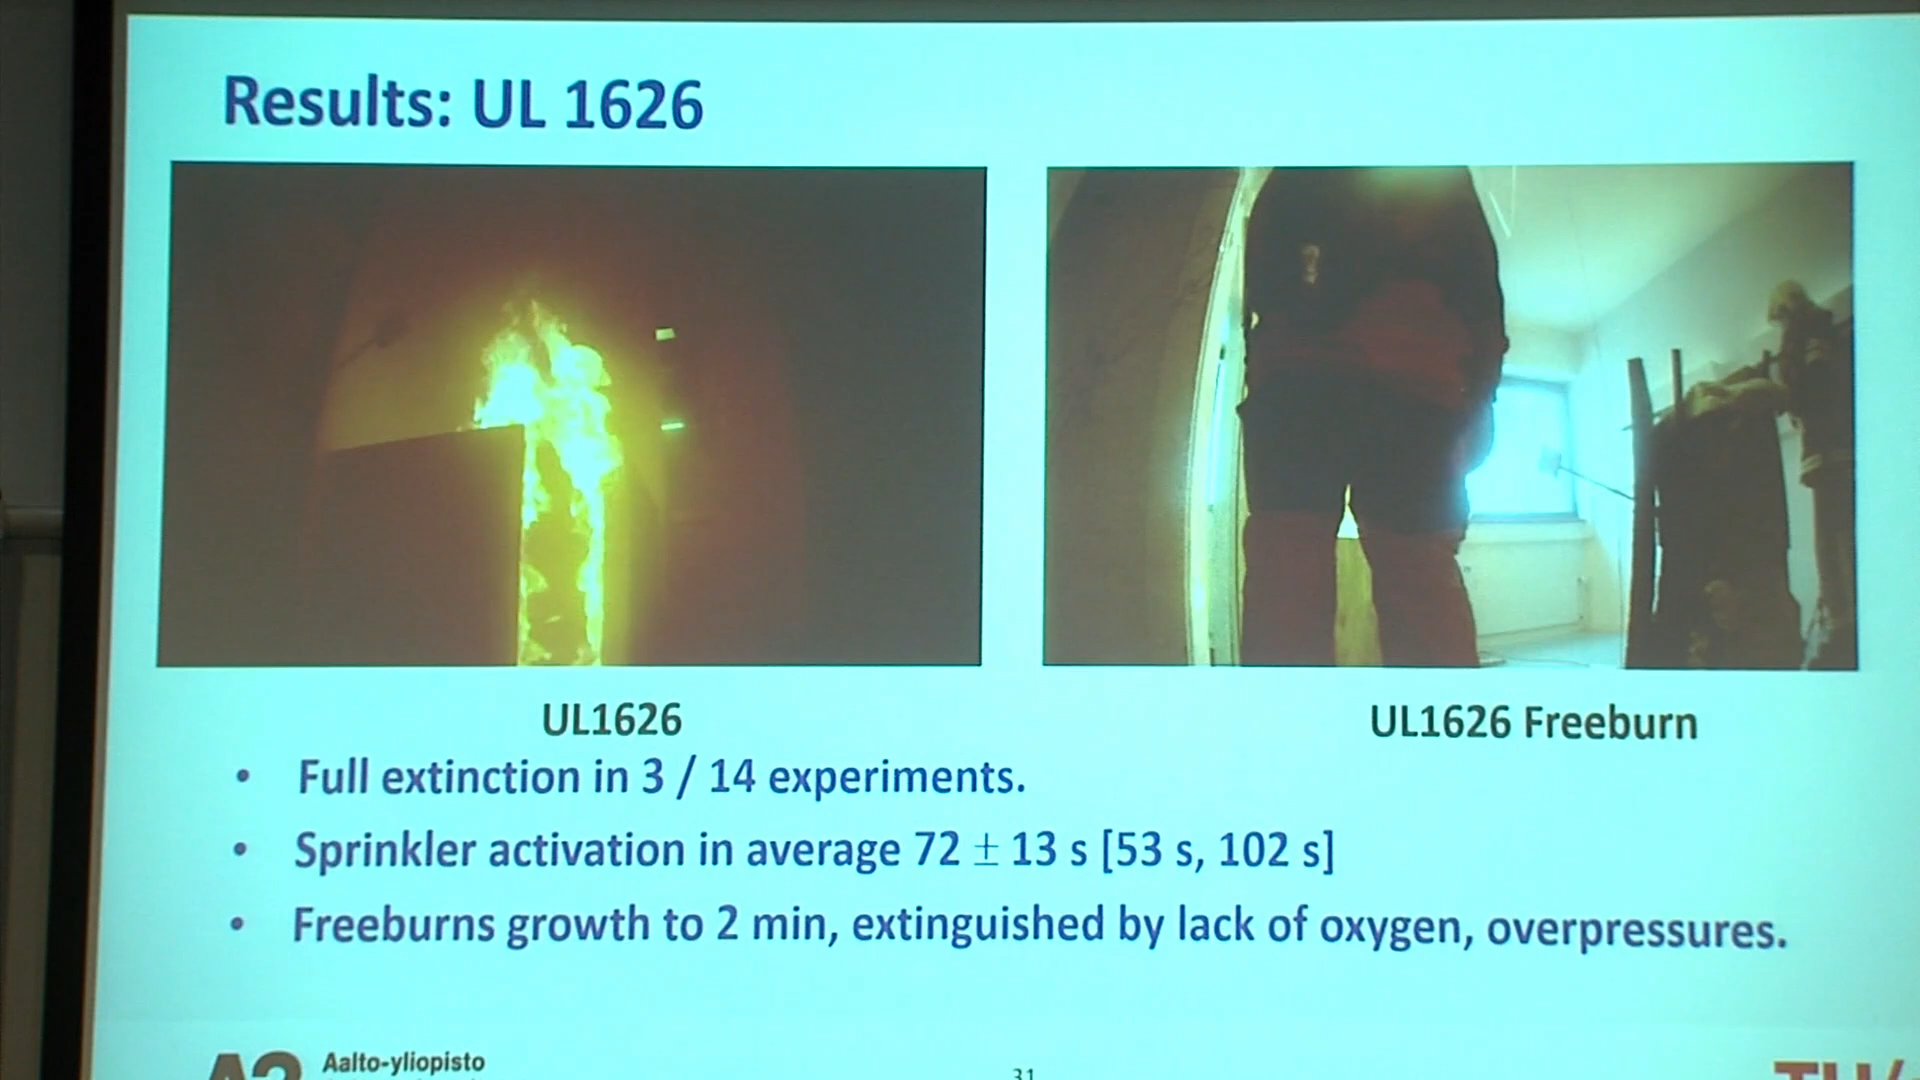 Results: UL 1626
UL1626
UL1626 Freeburn
• Full extinction in 3 / 14 experiments.
• Sprinkler activation in average 72 ± 13 s [53 s, 102 s]
• Freeburns growth to 2 min, extinguished by lack of oxygen, overpressures.
Aalto-yliopisto
31